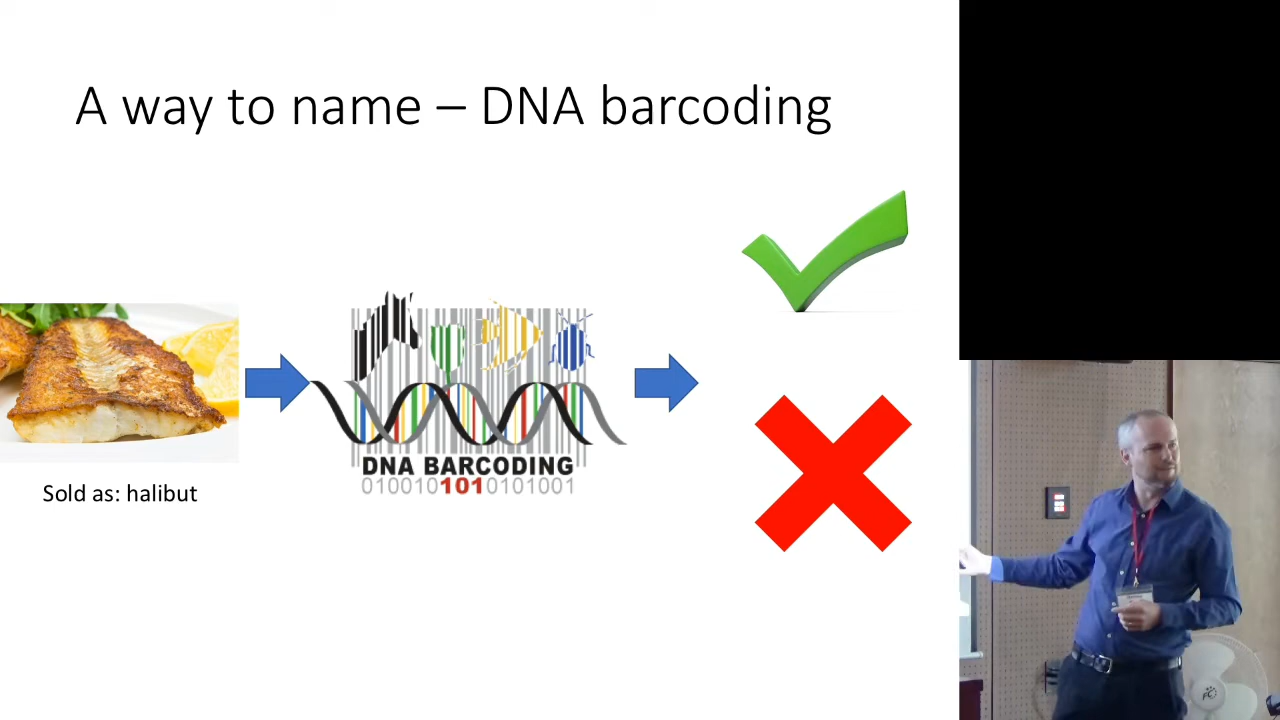 A way to name – DNA barcoding
Sold as: halibut
DNA BARCODING
0100101010101001